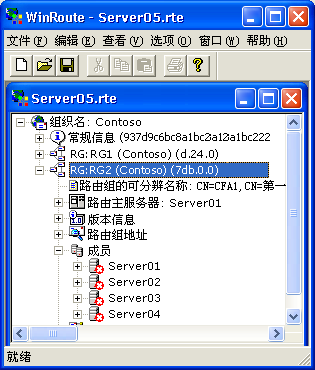 WinRoute - Server05.rte
文件(F) 编辑(E) 查看(V) 选项(O) 窗口(W) 帮助(H)
Server05.rte
组织名: Contoso
常规信息 (937d9c6bc8a1bc2a12a1bc222
RG:RG1 (Contoso) (d.24.0)
RG:RG2 (Contoso) (7db.0.0)
路由组的可分辨名称: CN=CFA1,CN=第一
路由主服务器: Server01
版本信息
路由组地址
成员
Server01
Server02
Server03
Server04
就绪